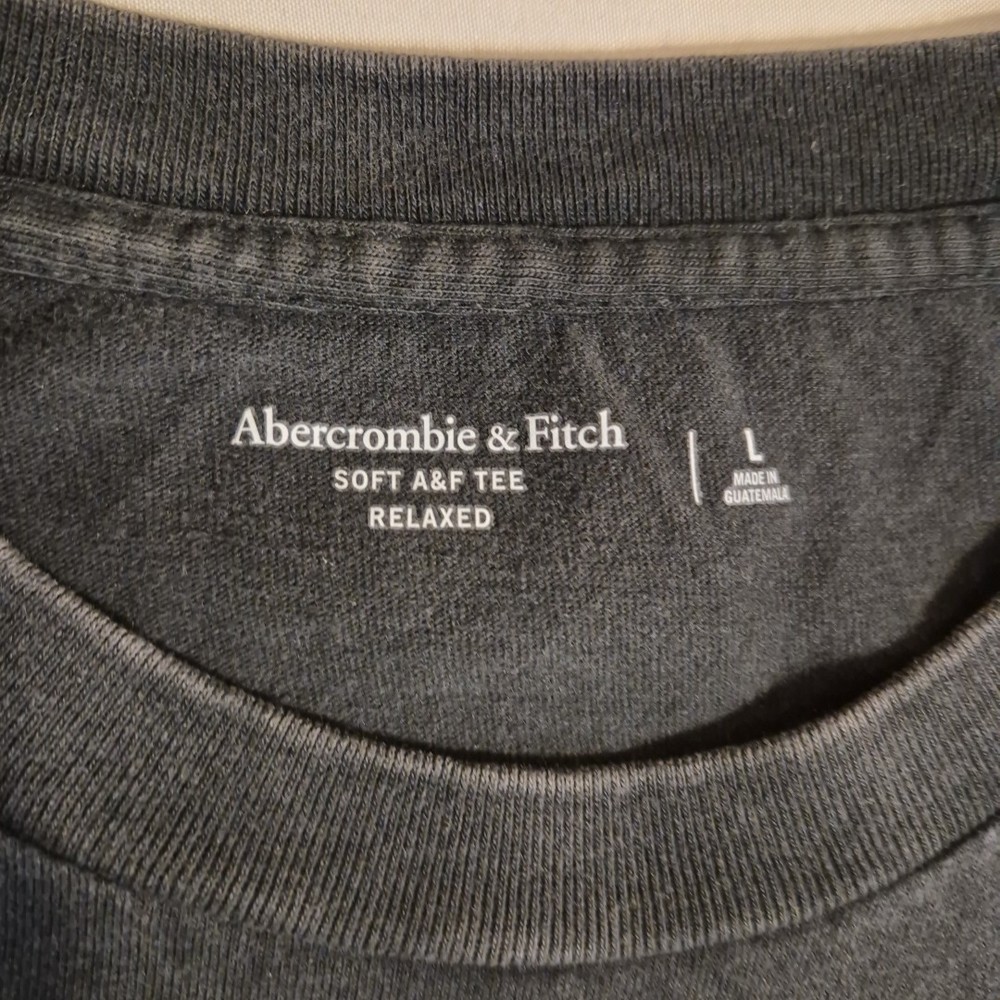 Abercrombie & Fitch
SOFT A&F TEE
RELAXED
L
MADE IN
GUATEMALA